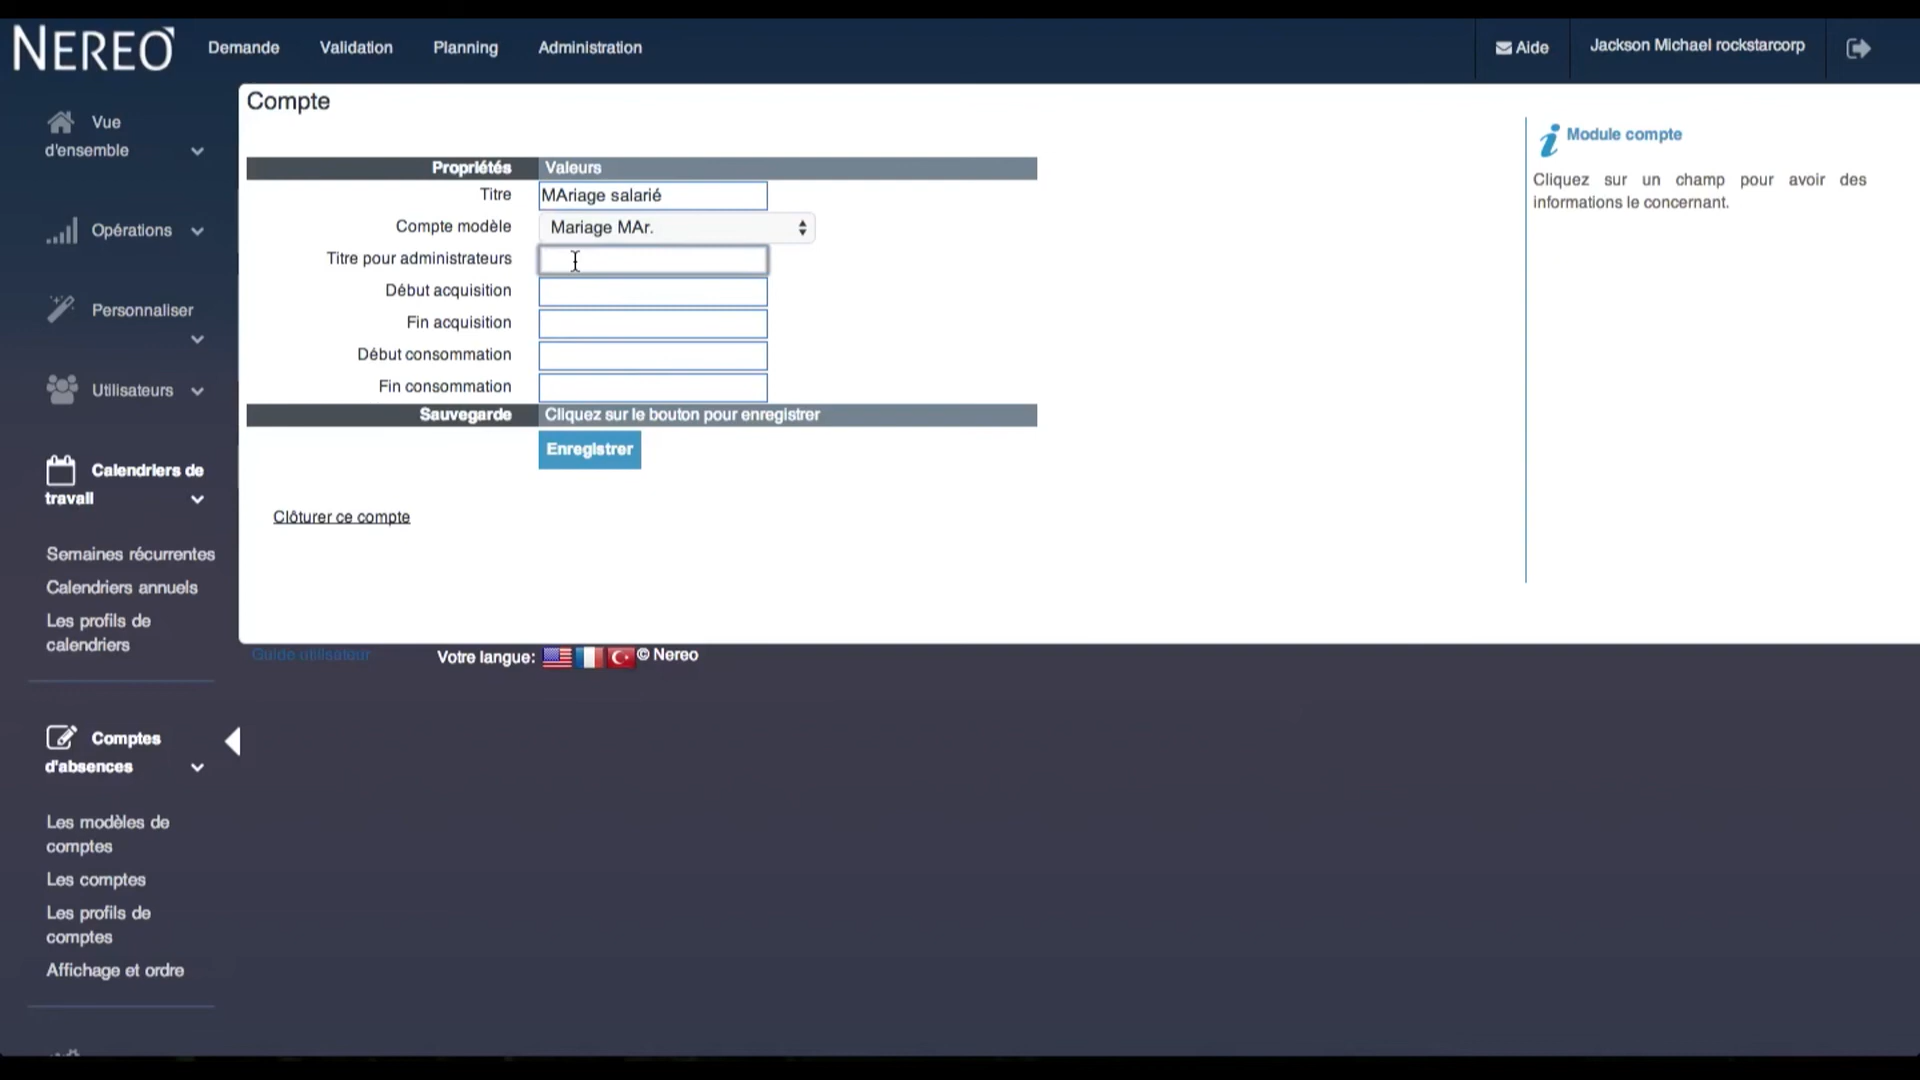 NEREO
Demande
Validation
Planning
Administration
Aide
Jackson Michael rockstarcorp
Vue
d'ensemble
Opérations
Personnaliser
Utilisateurs
Calendriers de
travail
Semaines récurrentes
Calendriers annuels
Les profils de
calendriers
Comptes
d'absences
Les modèles de
comptes
Les comptes
Les profils de
comptes
Affichage et ordre
Compte
Propriétés Valeurs
Titre MAriage salarié
Compte modèle Mariage MAr.
Titre pour administrateurs
Début acquisition
Fin acquisition
Début consommation
Fin consommation
Sauvegarde Cliquez sur le bouton pour enregistrer
Enregistrer
Clôturer ce compte
Module compte
Cliquez sur un champ pour avoir des
informations le concernant.
Guide utilisateur
Votre langue: © Nereo